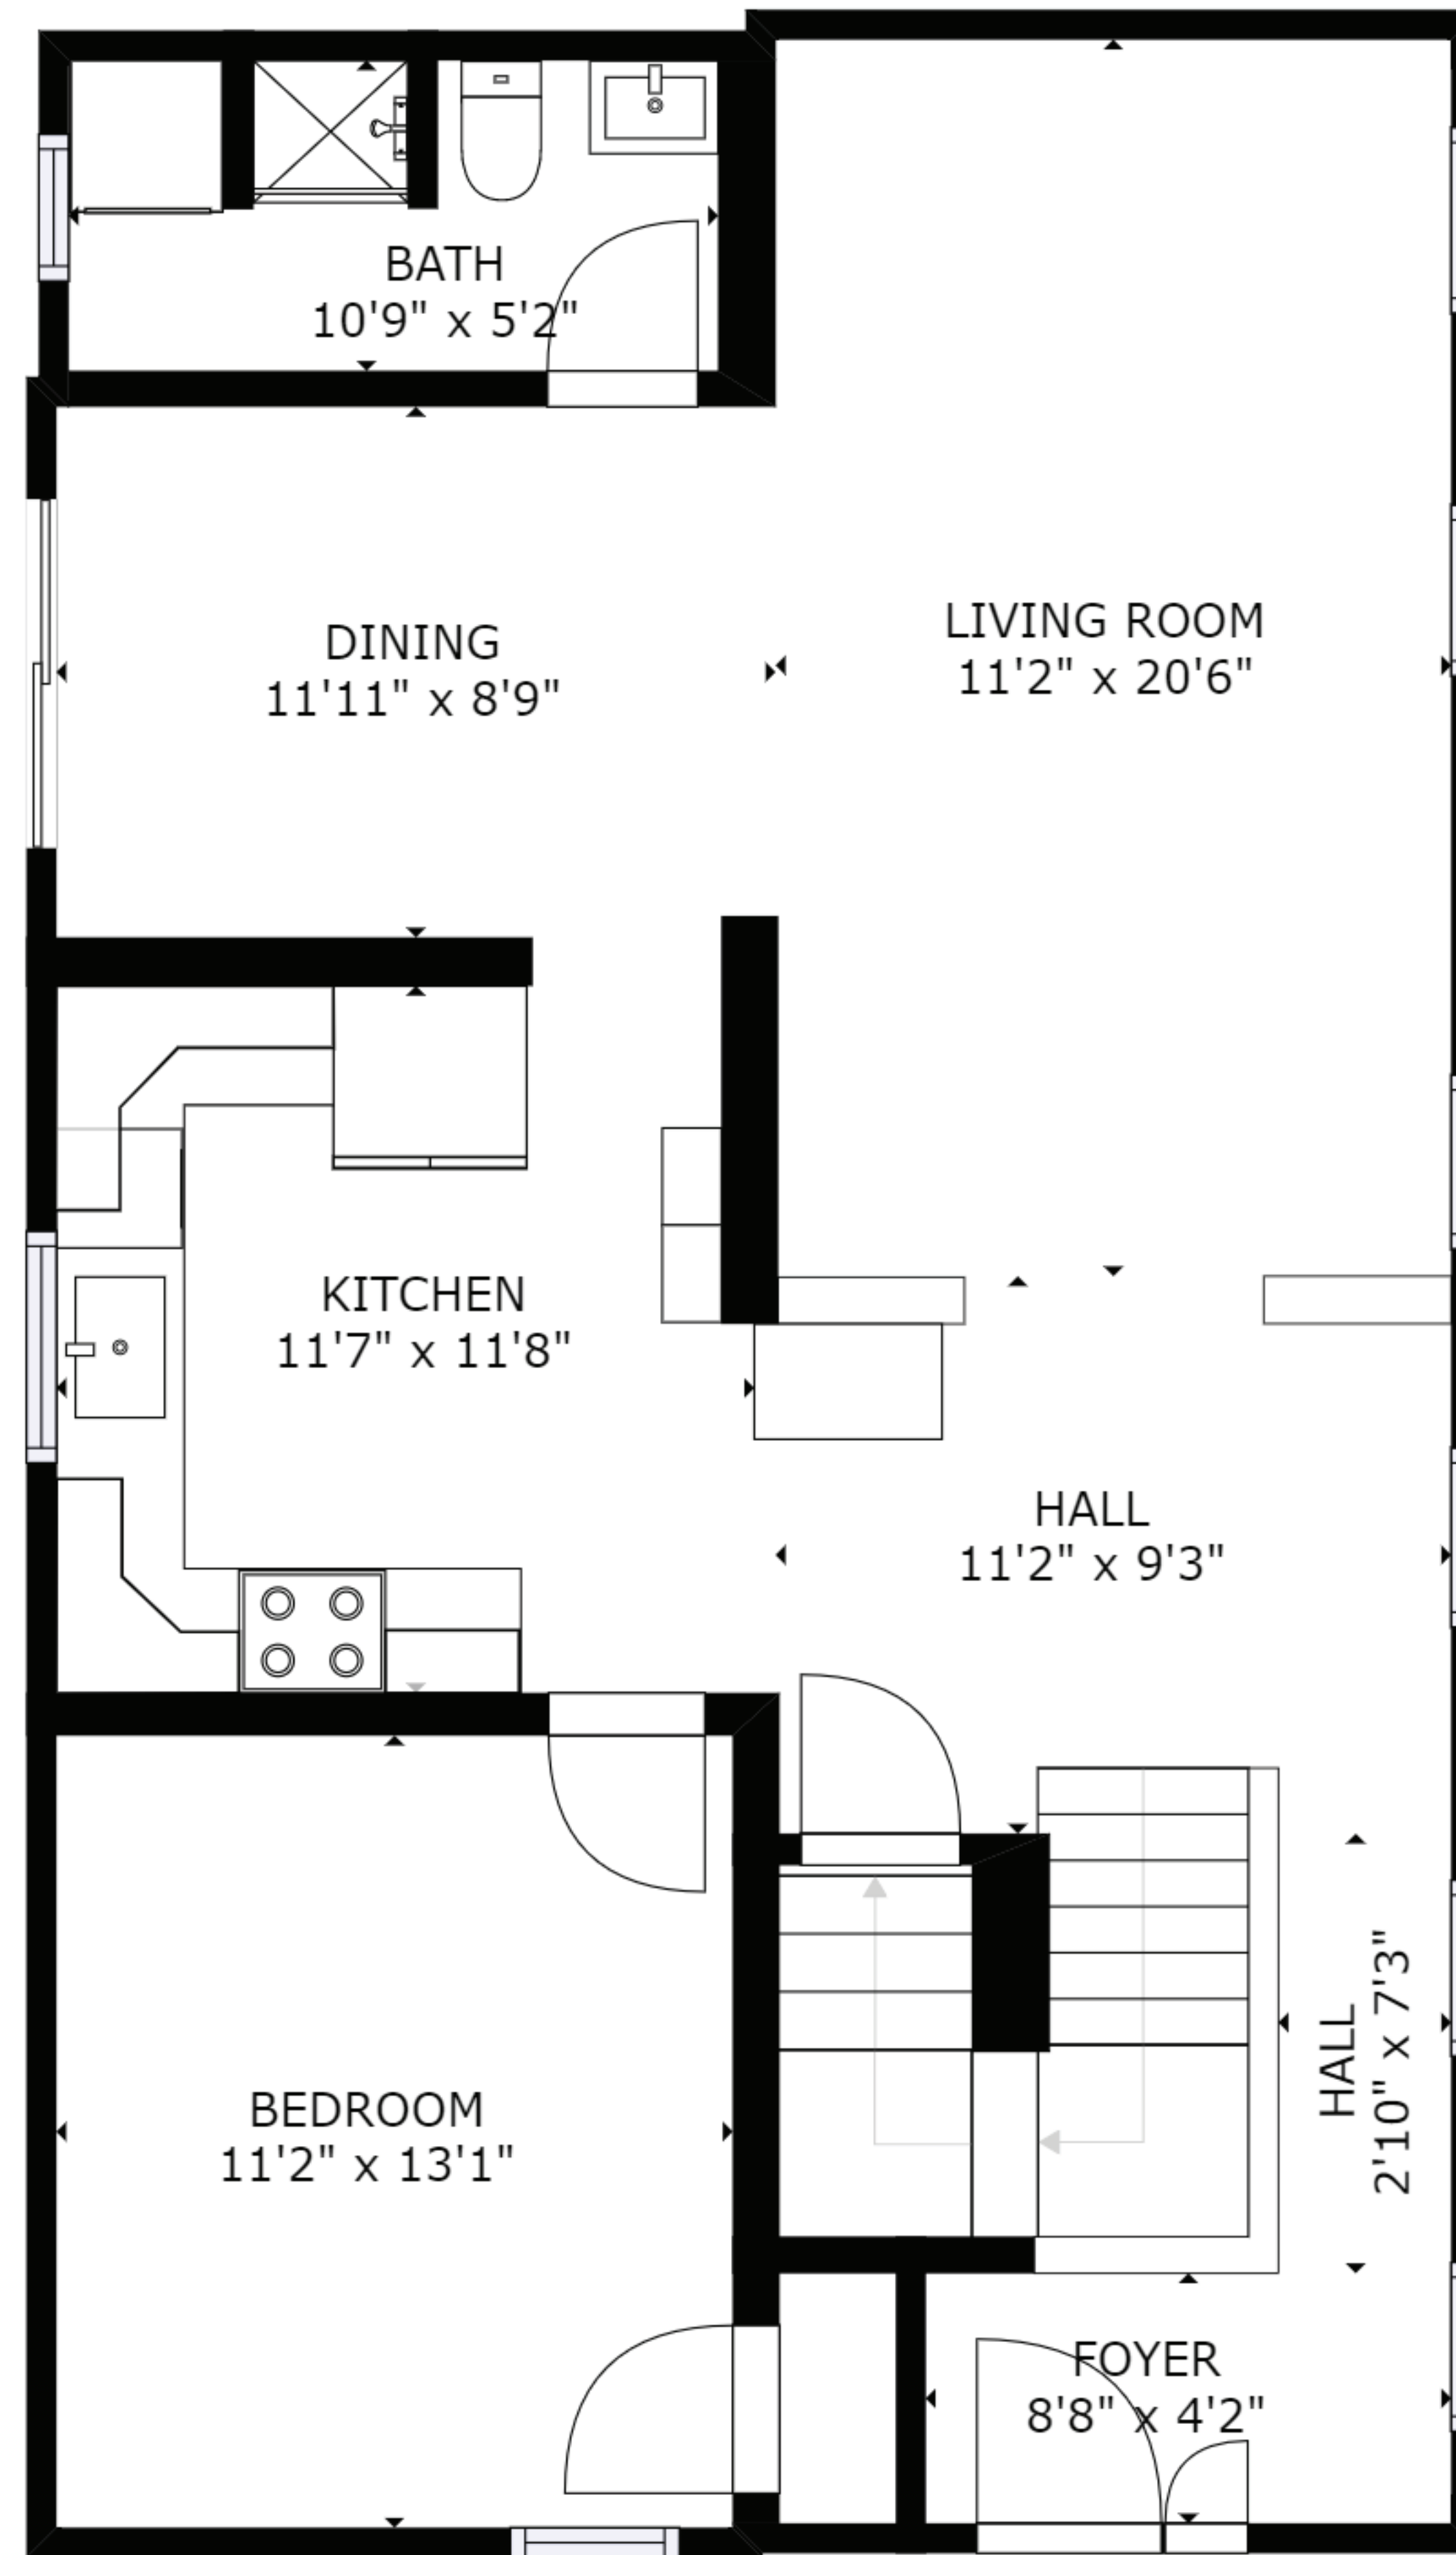 BATH
10'9" x 5'2"
LIVING ROOM
11'2" x 20'6"
DINING
11'11" x 8'9"
KITCHEN
11'7" x 11'8"
HALL
11'2" x 9'3"
HALL
2'10" x 7'3"
BEDROOM
11'2" x 13'1"
FOYER
8'8" x 4'2"